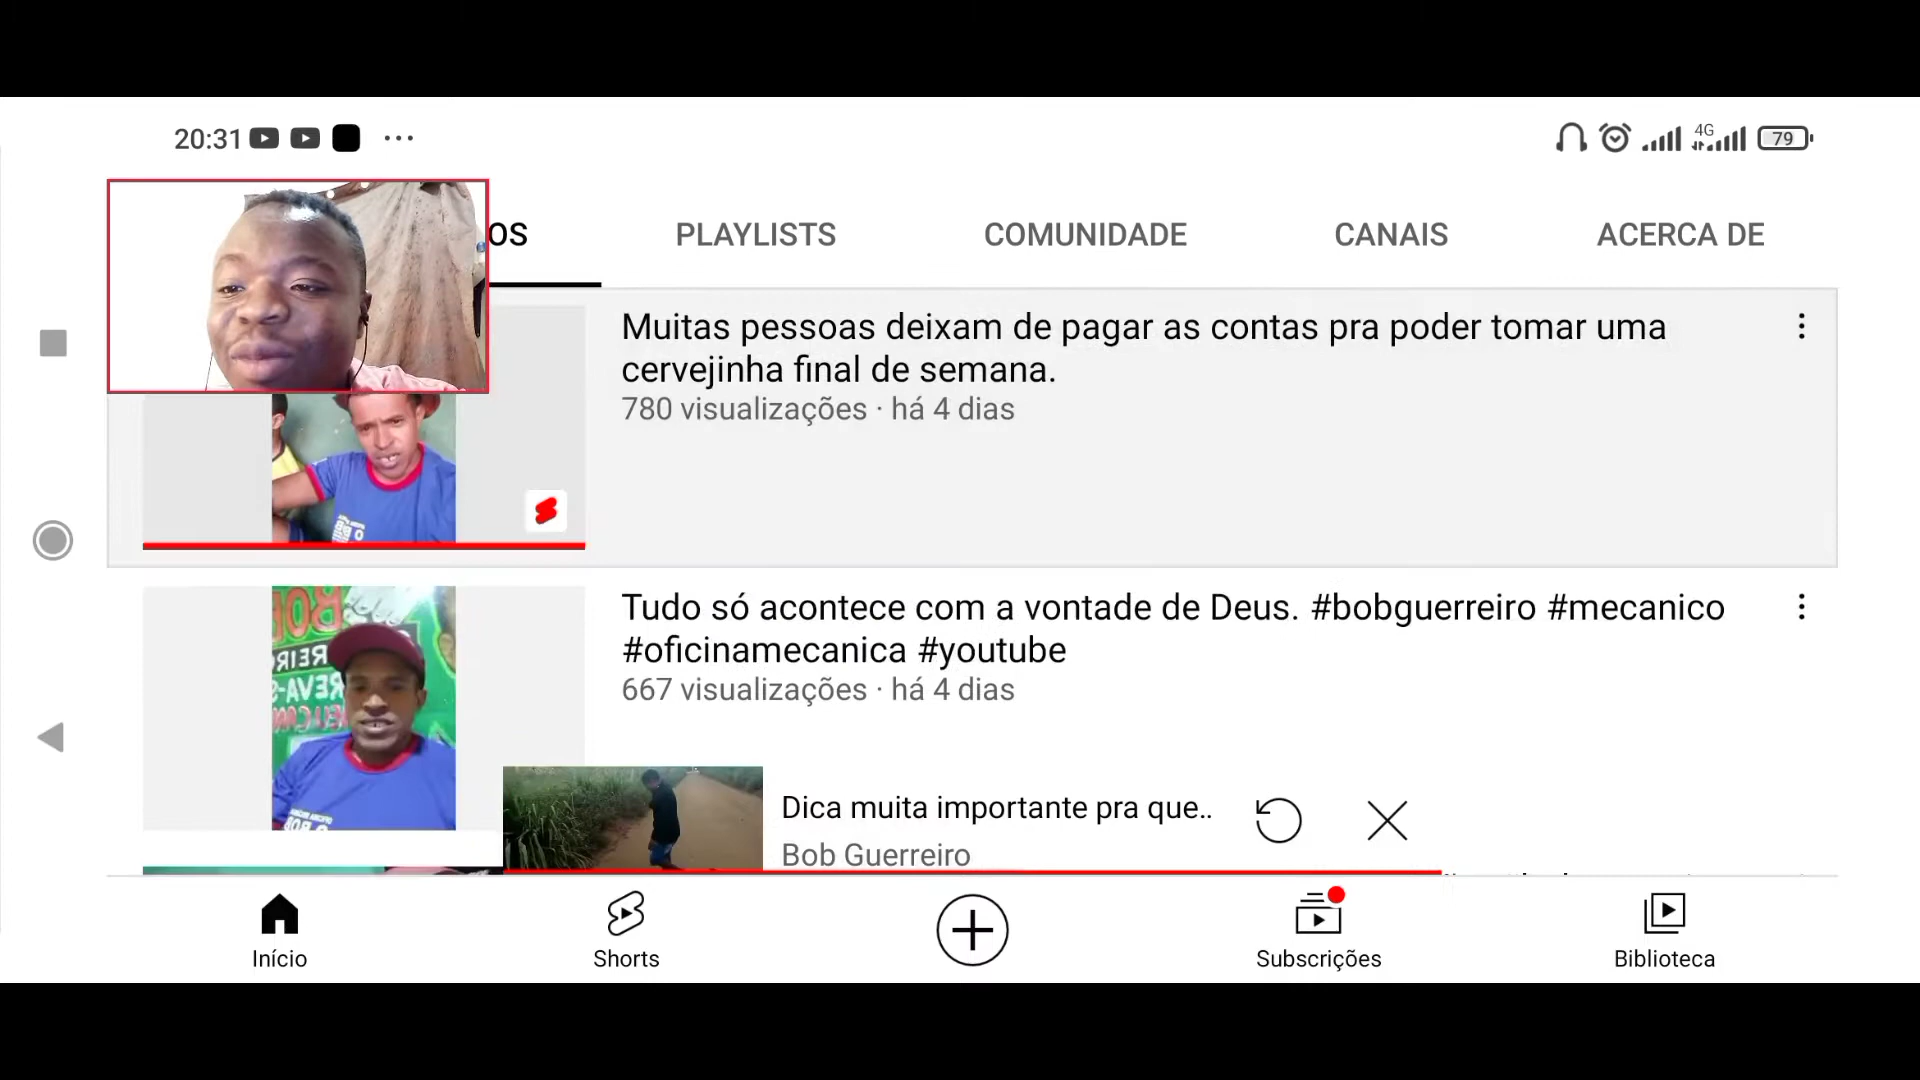 20:31
4G
79
OS
PLAYLISTS
COMUNIDADE
CANAIS
ACERCA DE
Muitas pessoas deixam de pagar as contas pra poder tomar uma
cervejinha final de semana.
780 visualizações · há 4 dias
Tudo só acontece com a vontade de Deus. #bobguerreiro #mecanico
#oficinamecanica #youtube
667 visualizações · há 4 dias
Dica muita importante pra que..
Bob Guerreiro
Início
Shorts
Subscrições
Biblioteca